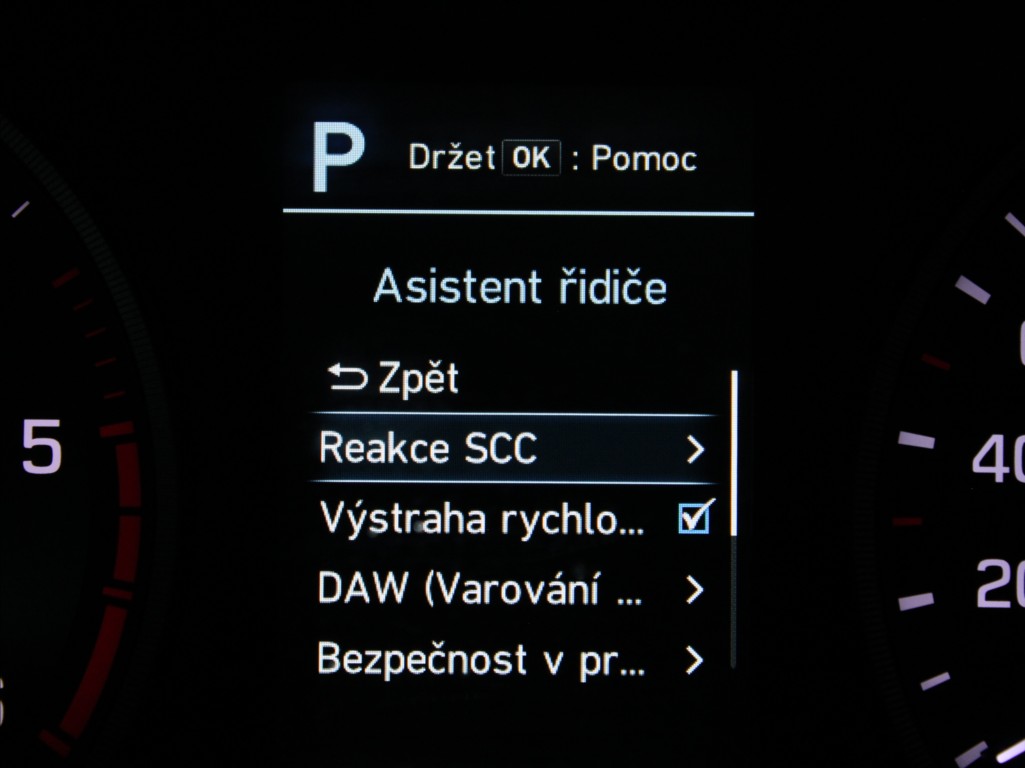 P
Držet OK : Pomoc
Asistent řidiče
Zpět
Reakce SCC
Výstraha rychlo...
DAW (Varování ...
Bezpečnost v pr...
5
40
20